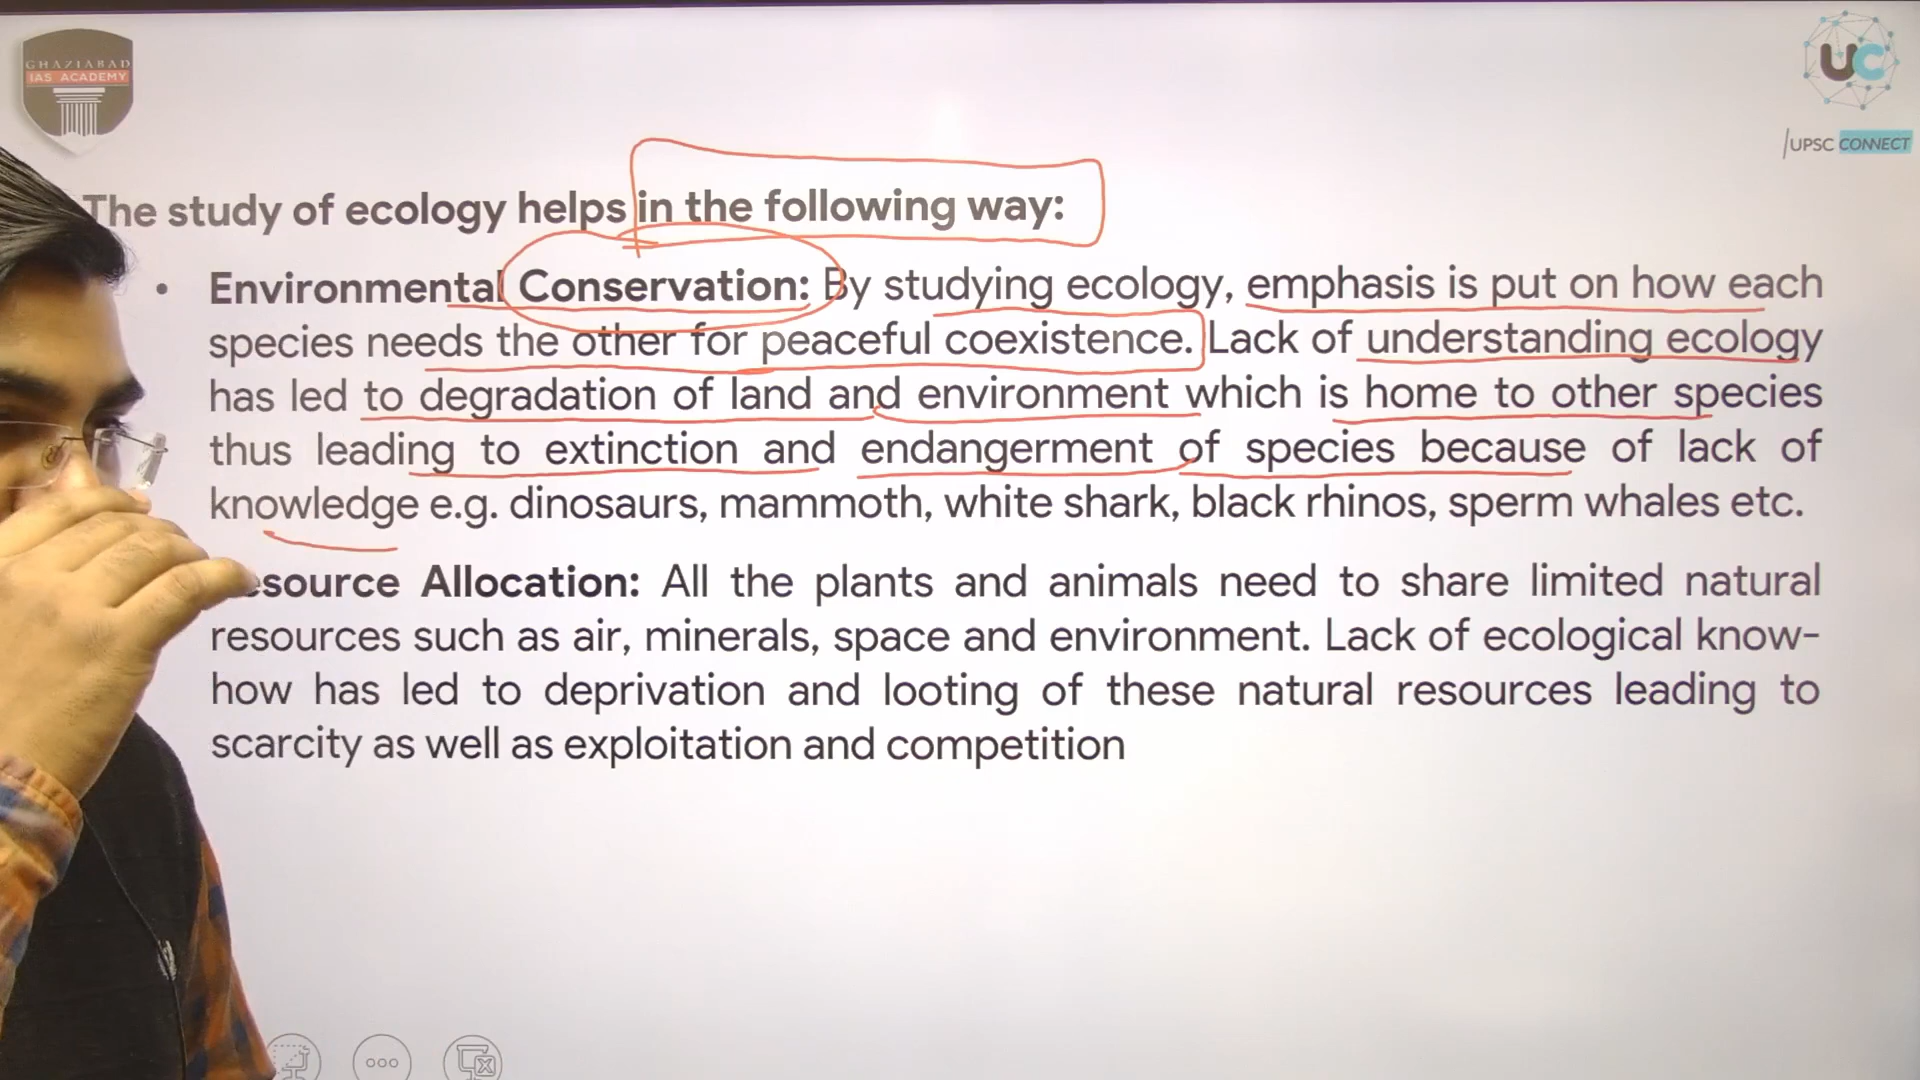 GHAZIABAD
IAS ACADEMY
UC
UPSC CONNECT
The study of ecology helps in the following way:
• Environmental Conservation: By studying ecology, emphasis is put on how each
species needs the other for peaceful coexistence. Lack of understanding ecology
has led to degradation of land and environment which is home to other species
thus leading to extinction and endangerment of species because of lack of
knowledge e.g. dinosaurs, mammoth, white shark, black rhinos, sperm whales etc.
esource Allocation: All the plants and animals need to share limited natural
resources such as air, minerals, space and environment. Lack of ecological know-
how has led to deprivation and looting of these natural resources leading to
scarcity as well as exploitation and competition